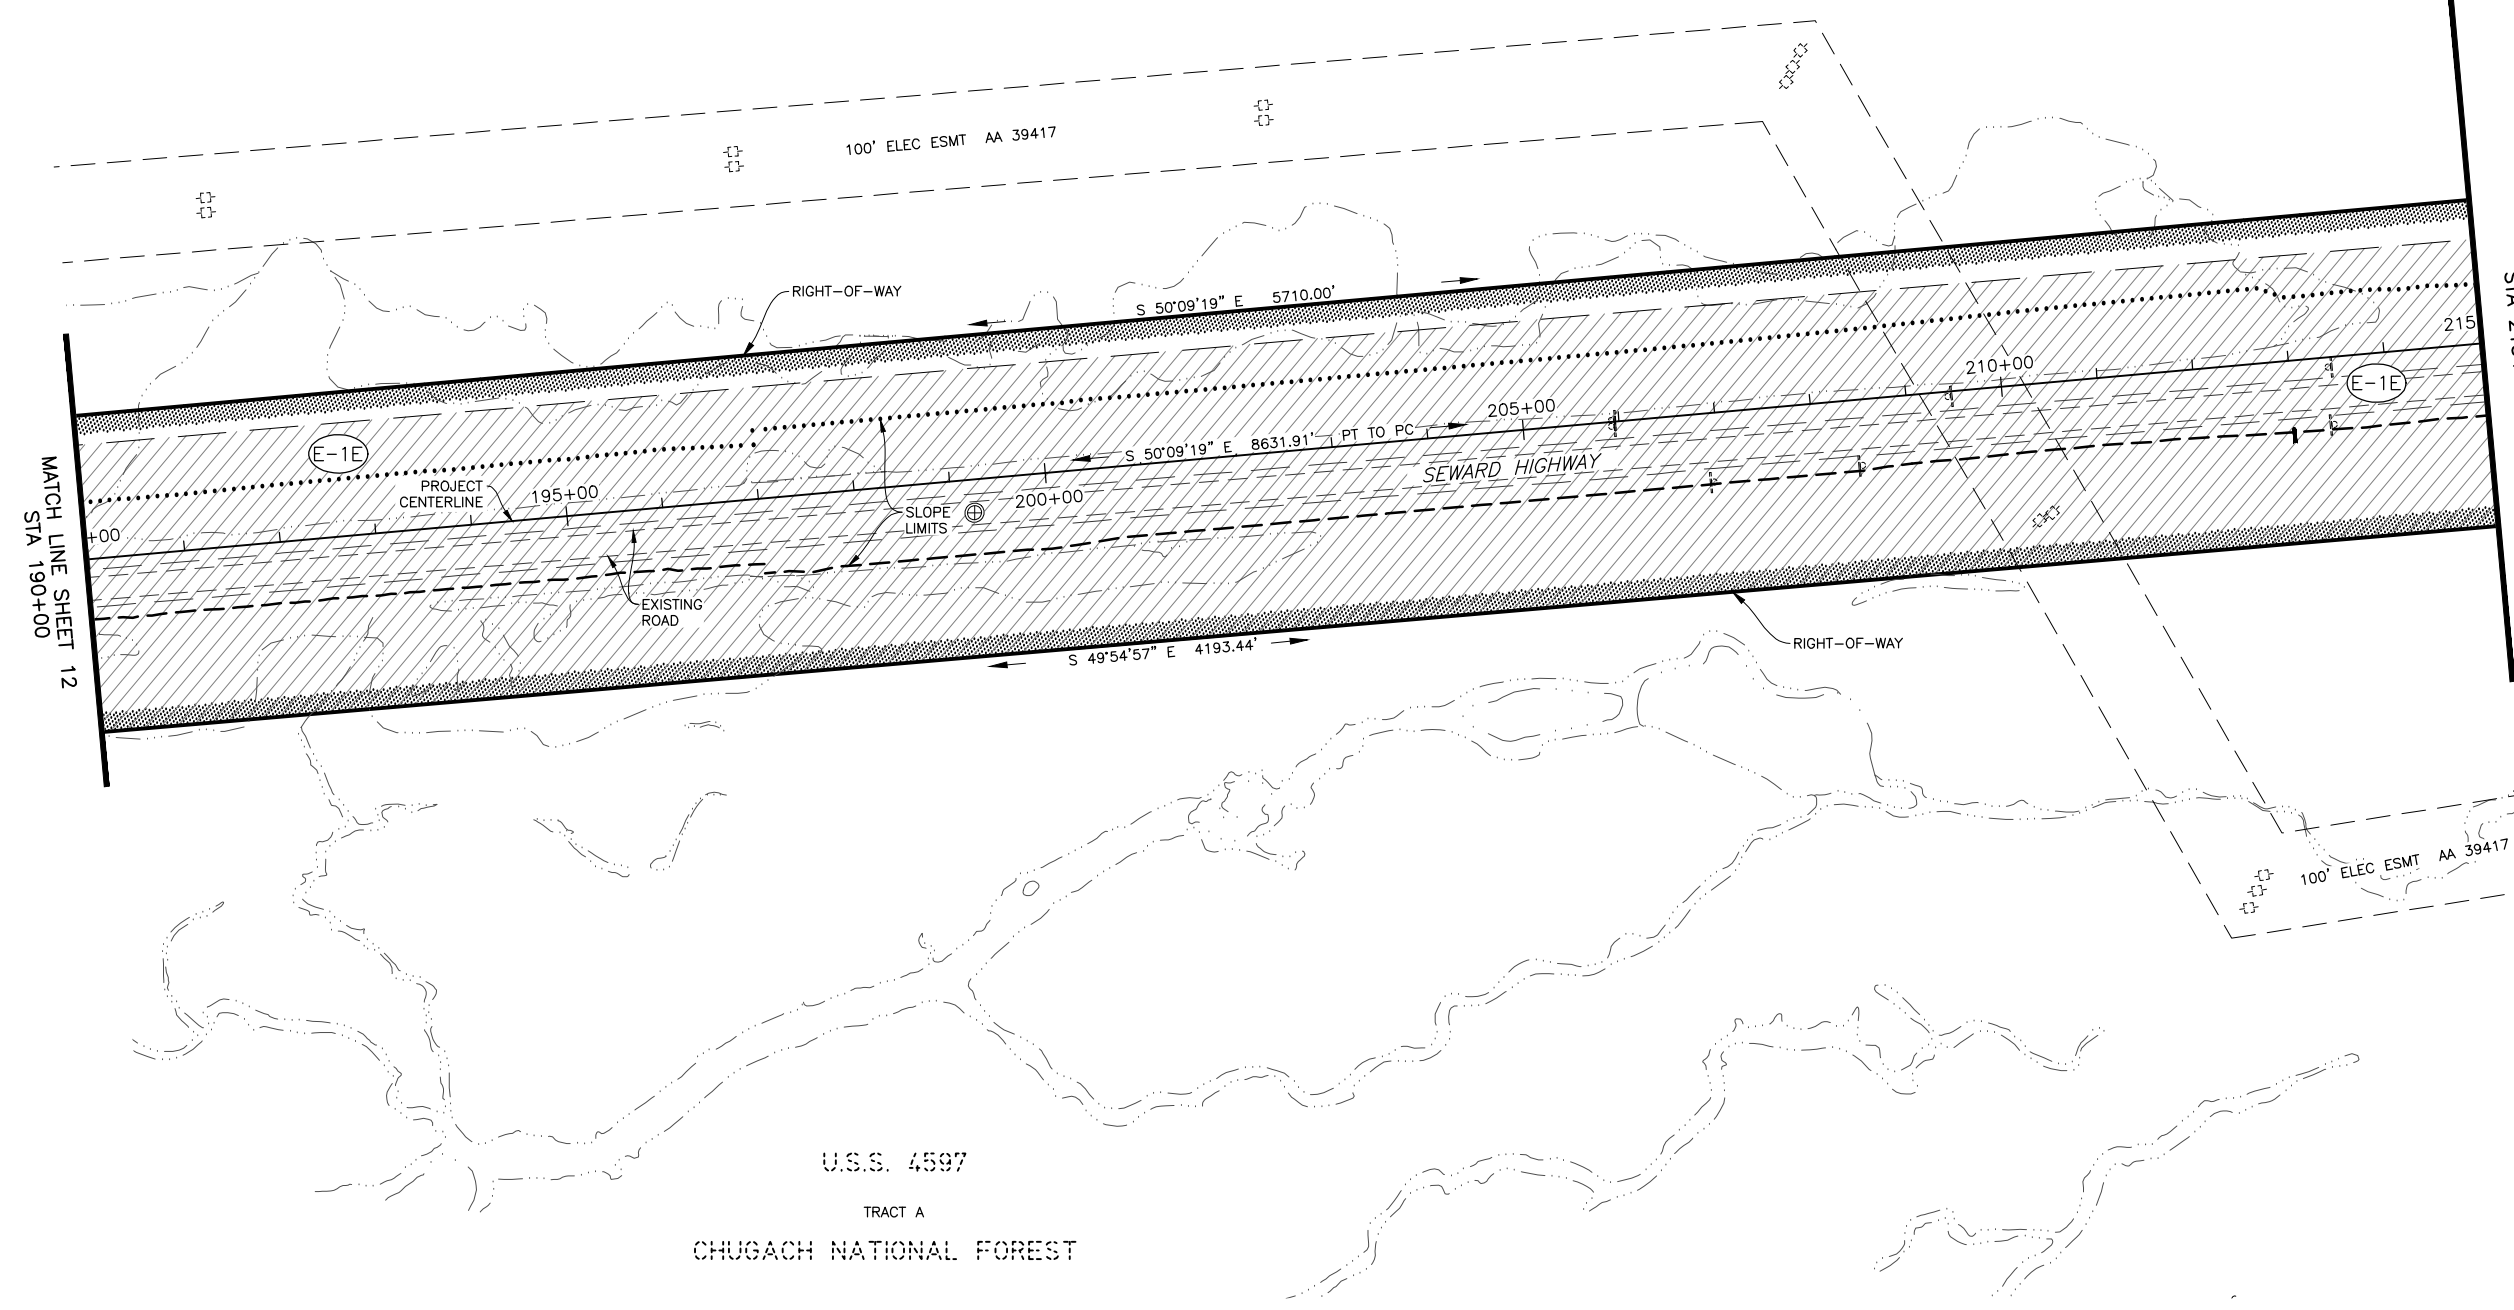 100' ELEC ESMT  AA 39417
RIGHT-OF-WAY
S 50°09'19" E    5710.00'
215
210+00
E-1E
205+00
S 50°09'19" E  8631.91'  PT TO PC
SEWARD HIGHWAY
E-1E
PROJECT
CENTERLINE
195+00
200+00
SLOPE
LIMITS
+00
EXISTING
ROAD
MATCH LINE SHEET 12
STA 190+00
S 49°54'57" E   4193.44'
RIGHT-OF-WAY
100' ELEC ESMT  AA 39417
U.S.S. 4597
TRACT A
CHUGACH NATIONAL FOREST